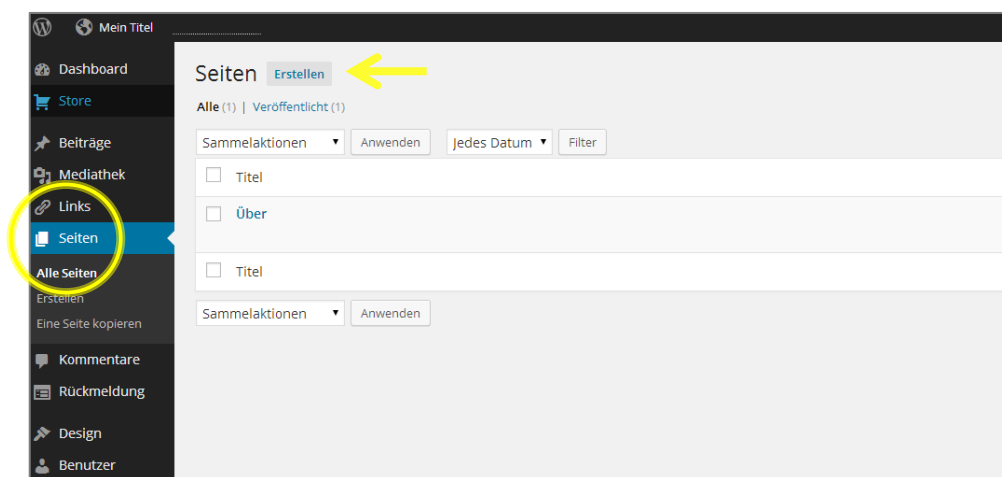 Mein Titel
Dashboard
Store
Beiträge
Mediathek
Links
Seiten
Alle Seiten
Erstellen
Eine Seite kopieren
Kommentare
Rückmeldung
Design
Benutzer
Seiten Erstellen
Alle (1) | Veröffentlicht (1)
Sammelaktionen Anwenden Jedes Datum Filter
Titel
Über
Titel
Sammelaktionen Anwenden